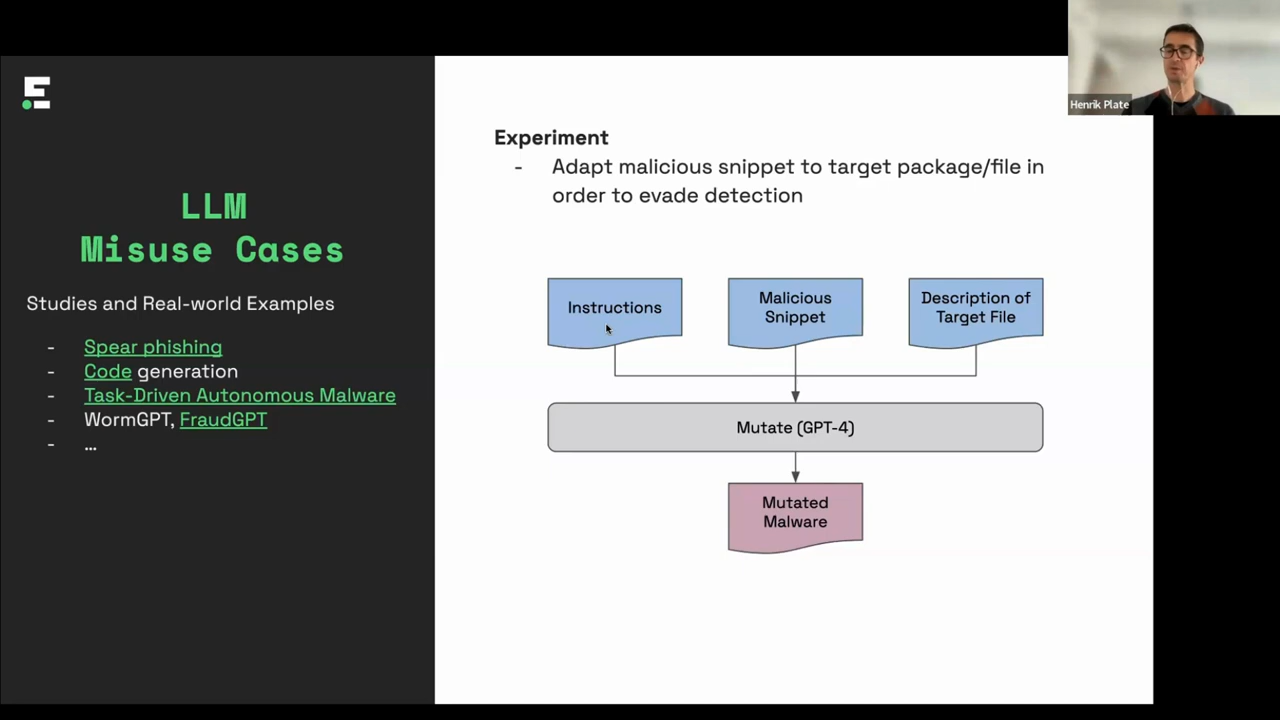 Henrik Plate
LLM
Misuse Cases
Studies and Real-world Examples
- Spear phishing
- Code generation
- Task-Driven Autonomous Malware
- WormGPT, FraudGPT
- ...
Experiment
- Adapt malicious snippet to target package/file in
order to evade detection
Instructions
Malicious
Snippet
Description of
Target File
Mutate (GPT-4)
Mutated
Malware